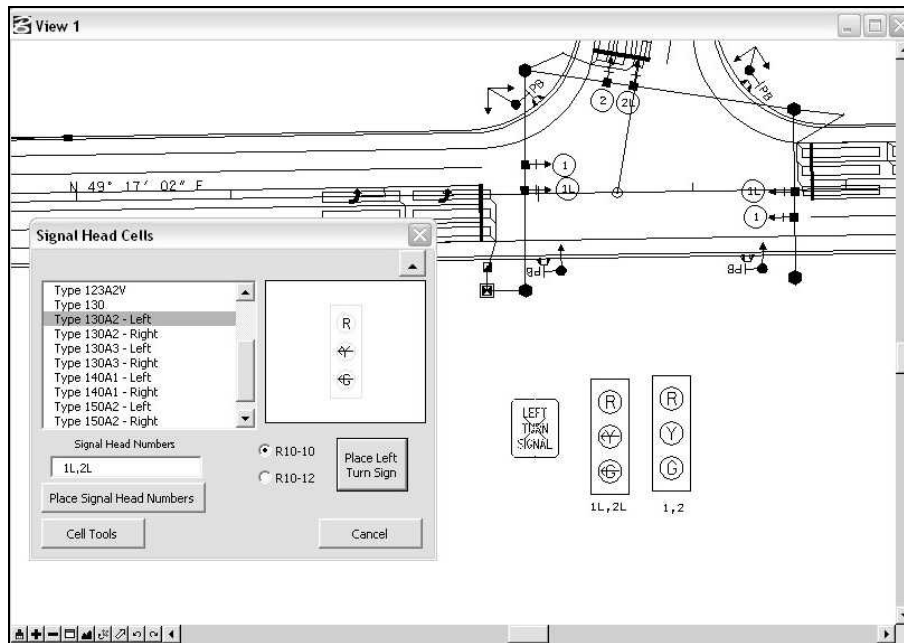 View 1
PB
PB
2
2L
1
1L
1L
1
N 49° 17' 02" E
PB
PB
Signal Head Cells
Type 123A2V
Type 130
Type 130A2 - Left
Type 130A2 - Right
Type 130A3 - Left
Type 130A3 - Right
Type 140A1 - Left
Type 140A1 - Right
Type 150A2 - Left
Type 150A2 - Right
R
Y
G
Signal Head Numbers
1L,2L
Place Signal Head Numbers
R10-10
R10-12
Place Left
Turn Sign
Cell Tools
Cancel
LEFT
TURN
SIGNAL
R
Y
G
1L,2L
R
Y
G
1,2